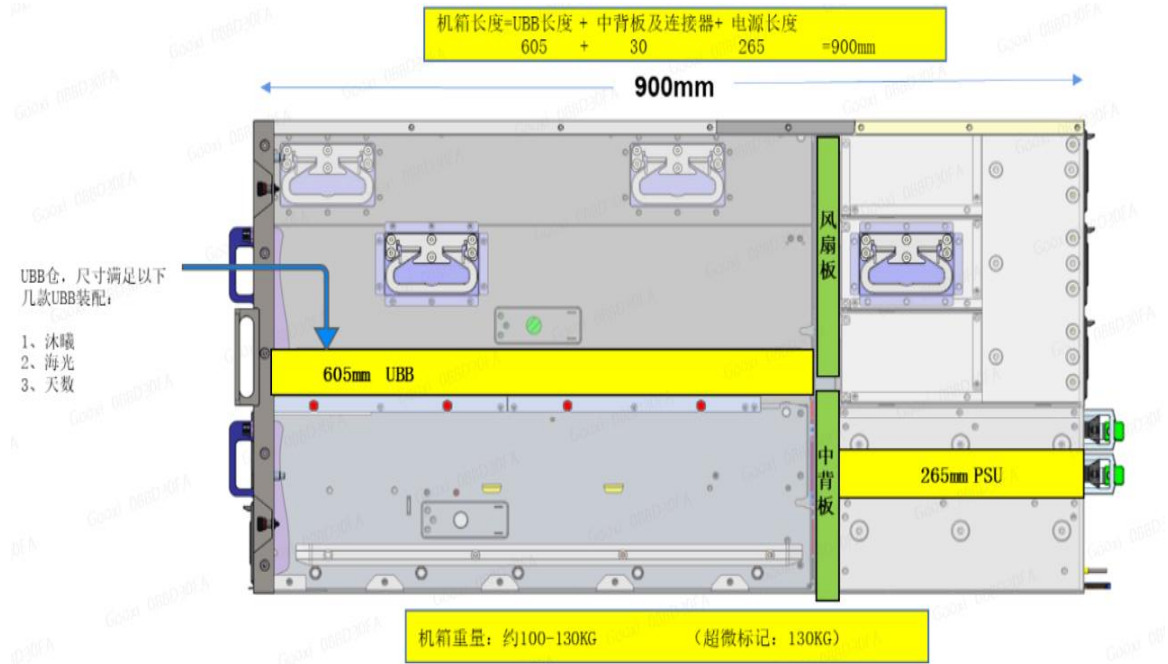 机箱长度=UBB长度 + 中背板及连接器+ 电源长度
605 + 30 265 =900mm
900mm
风扇板
UBB仓，尺寸满足以下
几款UBB装配：
1、沐曦
2、海光
3、天数
605mm UBB
中背板
265mm PSU
机箱重量：约100-130KG （超微标记：130KG）